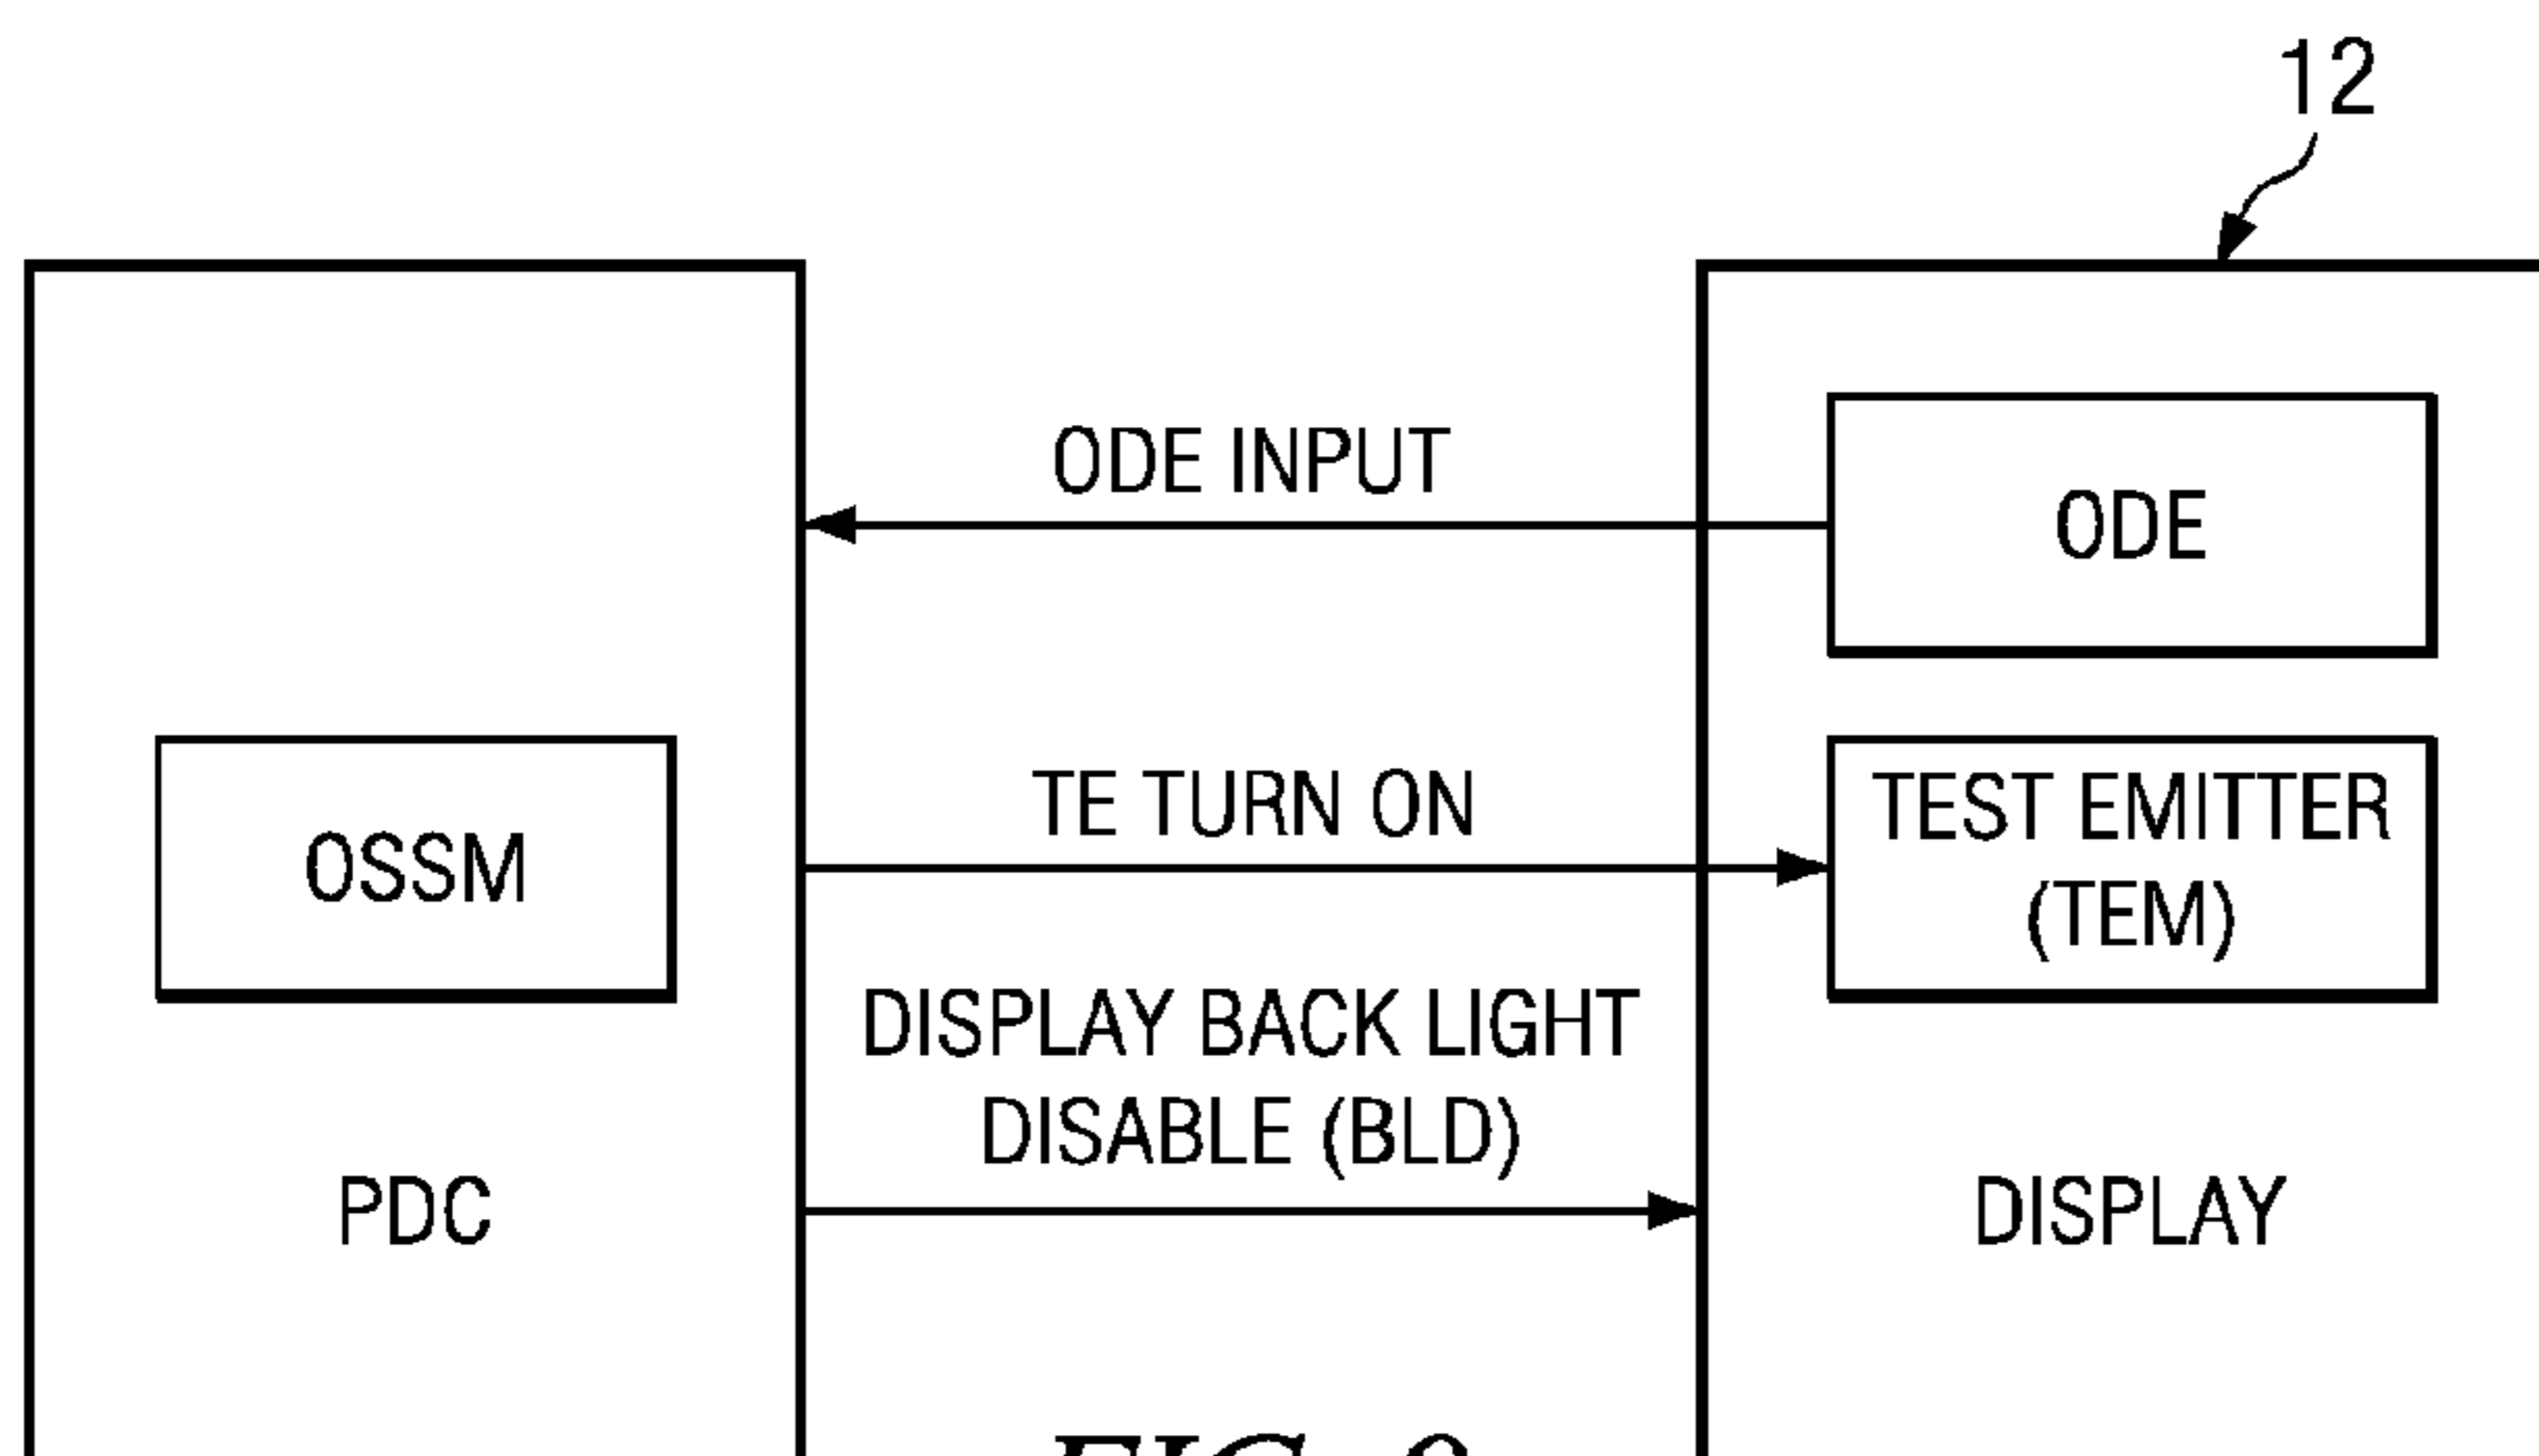 12
ODE INPUT
ODE
TE TURN ON
TEST EMITTER
(TEM)
OSSM
DISPLAY BACK LIGHT
DISABLE (BLD)
PDC
DISPLAY